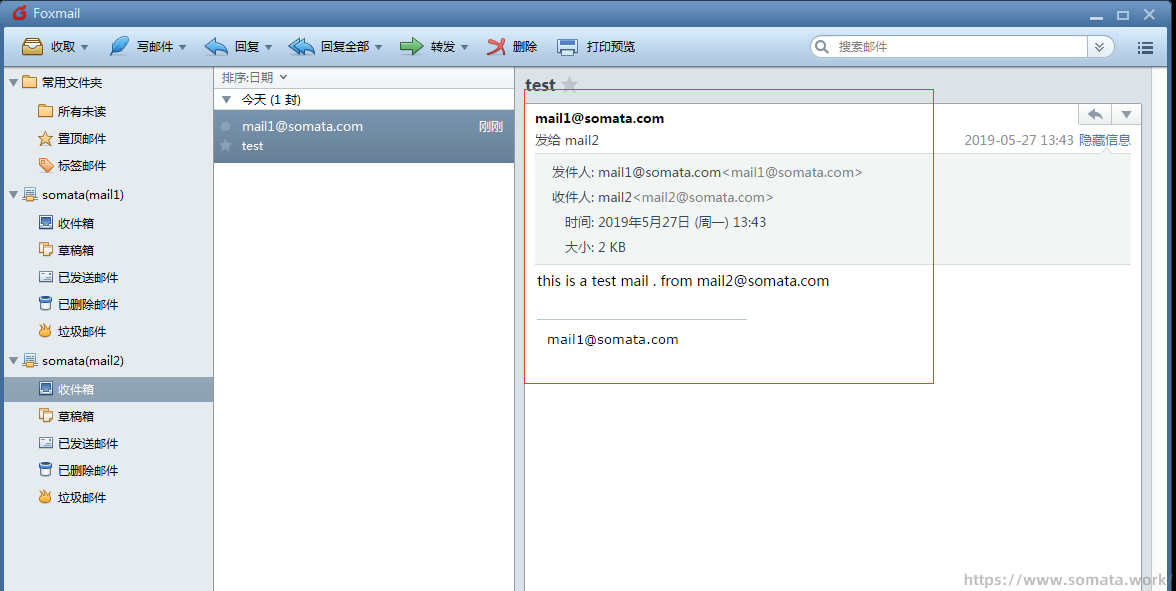 Foxmail
收取 写邮件 回复 回复全部 转发 删除 打印预览 搜索邮件
常用文件夹
所有未读
置顶邮件
标签邮件
somata(mail1)
收件箱
草稿箱
已发送邮件
已删除邮件
垃圾邮件
somata(mail2)
收件箱
草稿箱
已发送邮件
已删除邮件
垃圾邮件
排序:日期
今天 (1 封)
mail1@somata.com 刚刚
test
test
mail1@somata.com
发给 mail2 2019-05-27 13:43 隐藏信息
发件人: mail1@somata.com<mail1@somata.com>
收件人: mail2<mail2@somata.com>
时间: 2019年5月27日 (周一) 13:43
大小: 2 KB
this is a test mail . from mail2@somata.com
mail1@somata.com
https://www.somata.work